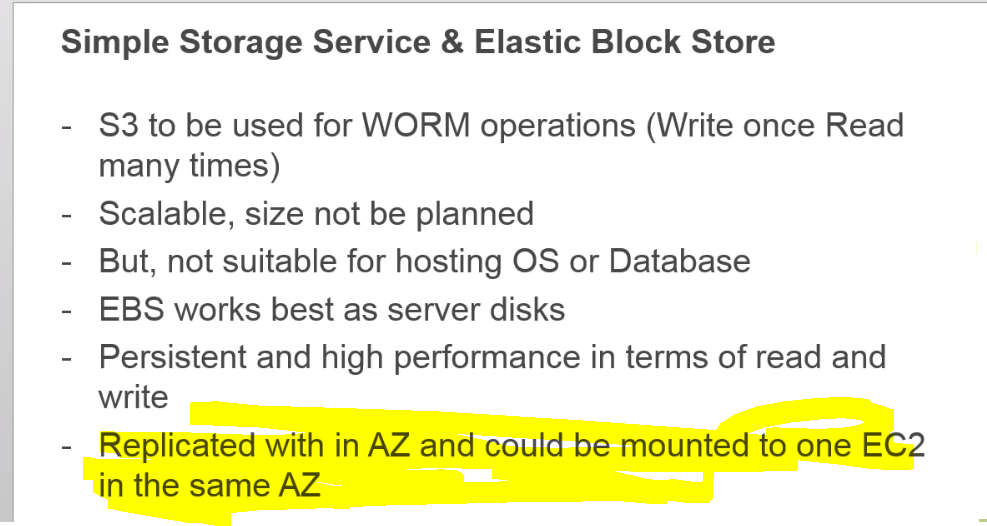 Simple Storage Service & Elastic Block Store
- S3 to be used for WORM operations (Write once Read
many times)
- Scalable, size not be planned
- But, not suitable for hosting OS or Database
- EBS works best as server disks
- Persistent and high performance in terms of read and
write
- Replicated with in AZ and could be mounted to one EC2
in the same AZ